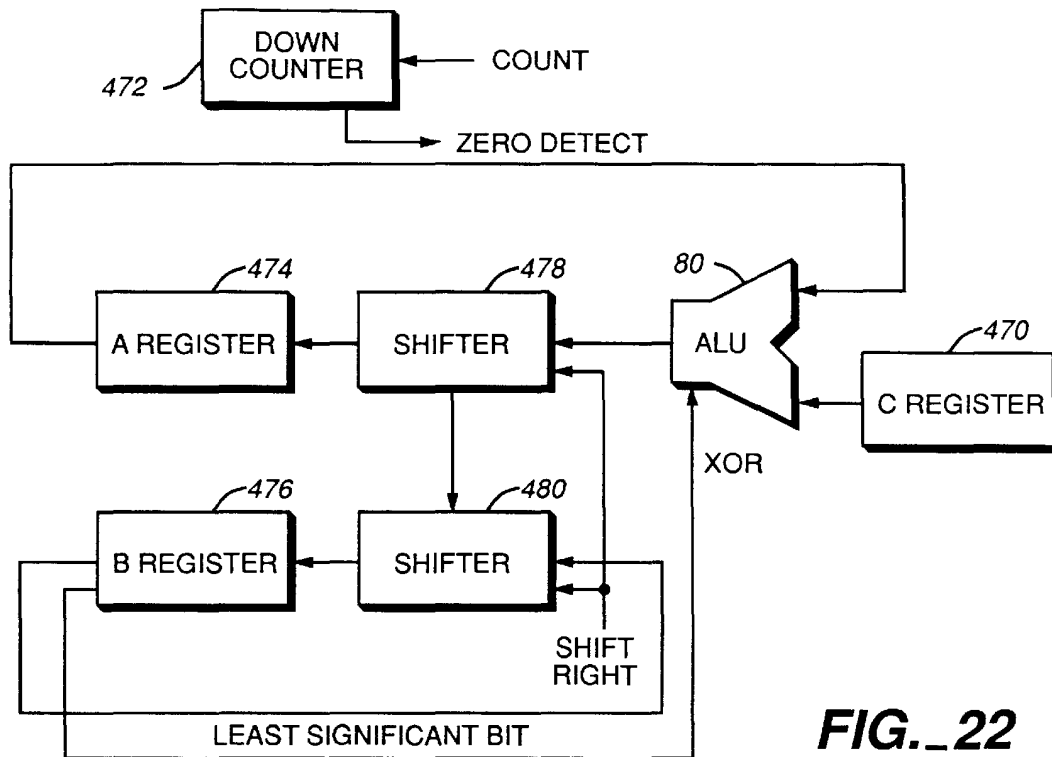 DOWN
COUNTER
472
COUNT
ZERO DETECT
474
478
80
470
A REGISTER
SHIFTER
ALU
C REGISTER
XOR
476
480
B REGISTER
SHIFTER
SHIFT
RIGHT
LEAST SIGNIFICANT BIT
FIG._22